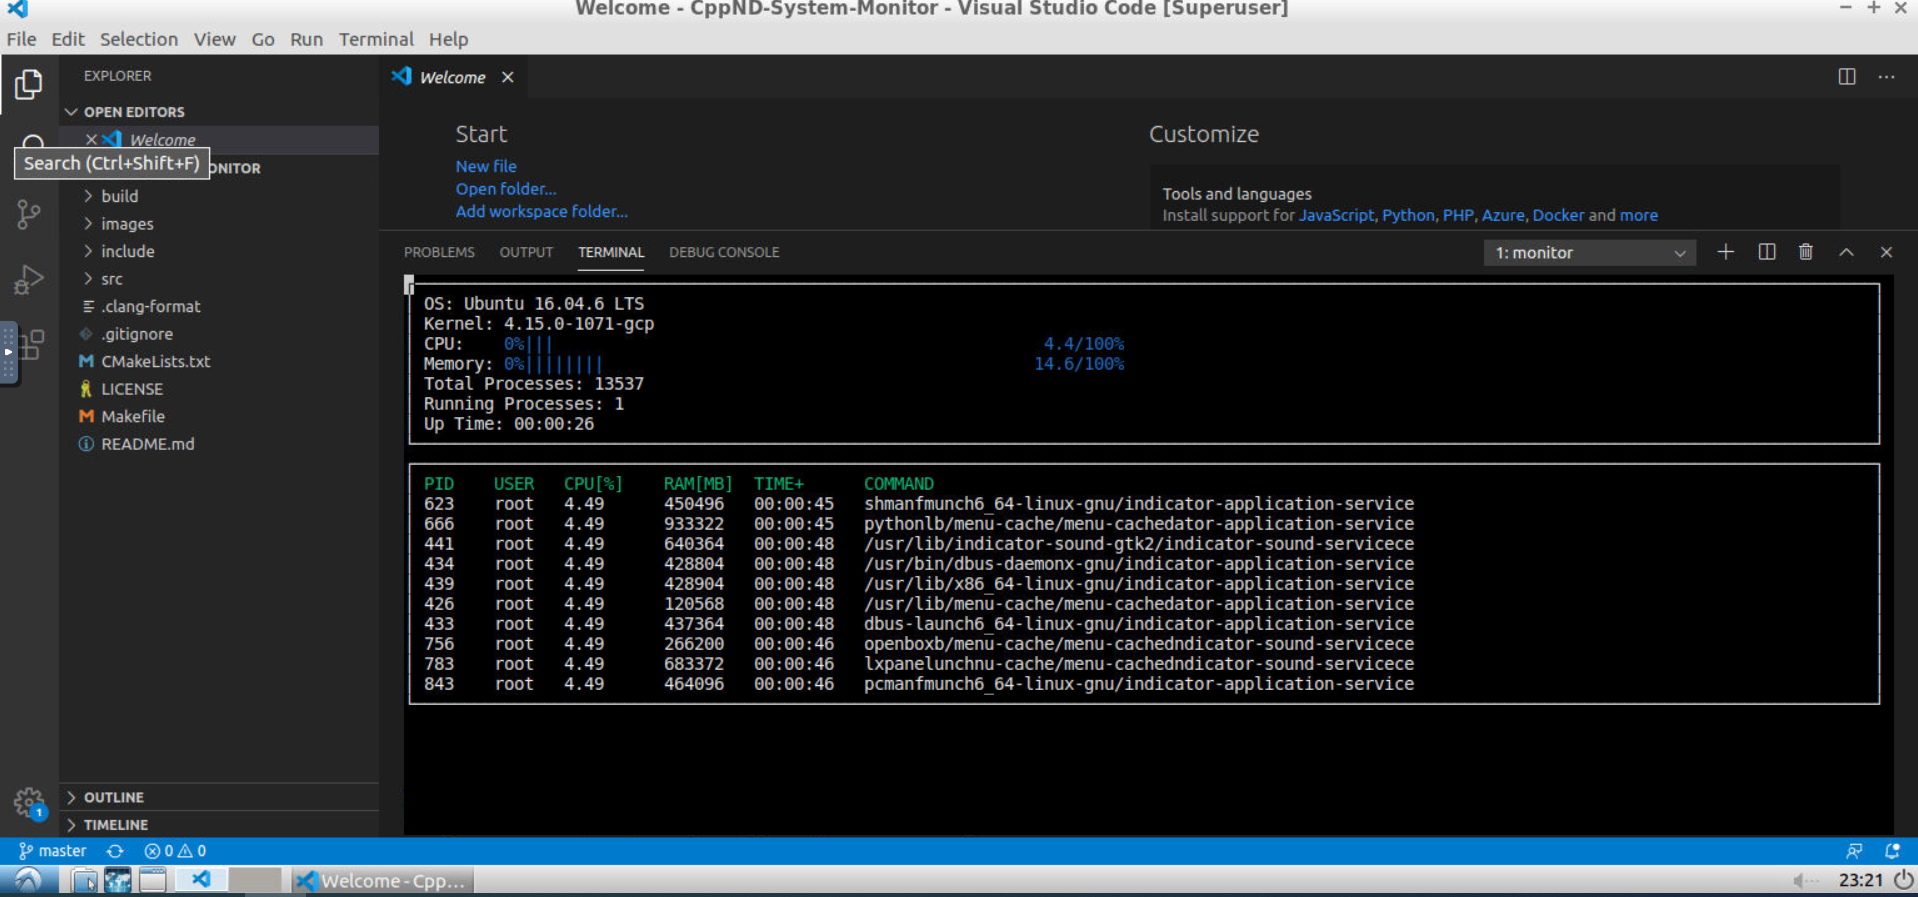 Welcome - CppND-System-Monitor - Visual Studio Code [Superuser]
File Edit Selection View Go Run Terminal Help
EXPLORER
OPEN EDITORS
Welcome
Search (Ctrl+Shift+F)
ONITOR
build
images
include
src
.clang-format
.gitignore
CMakeLists.txt
LICENSE
Makefile
README.md
OUTLINE
TIMELINE
Welcome
Start
New file
Open folder...
Add workspace folder...
Customize
Tools and languages
Install support for JavaScript, Python, PHP, Azure, Docker and more
PROBLEMS OUTPUT TERMINAL DEBUG CONSOLE
1: monitor
OS: Ubuntu 16.04.6 LTS
Kernel: 4.15.0-1071-gcp
CPU: 0%||| 4.4/100%
Memory: 0%|||||||| 14.6/100%
Total Processes: 13537
Running Processes: 1
Up Time: 00:00:26
PID USER CPU[%] RAM[MB] TIME+ COMMAND
623 root 4.49 450496 00:00:45 shmanfmunch6_64-linux-gnu/indicator-application-service
666 root 4.49 933322 00:00:45 pythonlb/menu-cache/menu-cachedator-application-service
441 root 4.49 640364 00:00:48 /usr/lib/indicator-sound-gtk2/indicator-sound-servicece
434 root 4.49 428804 00:00:48 /usr/bin/dbus-daemonx-gnu/indicator-application-service
439 root 4.49 428904 00:00:48 /usr/lib/x86_64-linux-gnu/indicator-application-service
426 root 4.49 120568 00:00:48 /usr/lib/menu-cache/menu-cachedator-application-service
433 root 4.49 437364 00:00:48 dbus-launch6_64-linux-gnu/indicator-application-service
756 root 4.49 266200 00:00:46 openboxb/menu-cache/menu-cachedndicator-sound-servicece
783 root 4.49 683372 00:00:46 lxpanelunchnu-cache/menu-cachedndicator-sound-servicece
843 root 4.49 464096 00:00:46 pcmanfmunch6_64-linux-gnu/indicator-application-service
1
master 0 0
Welcome - Cpp...
23:21